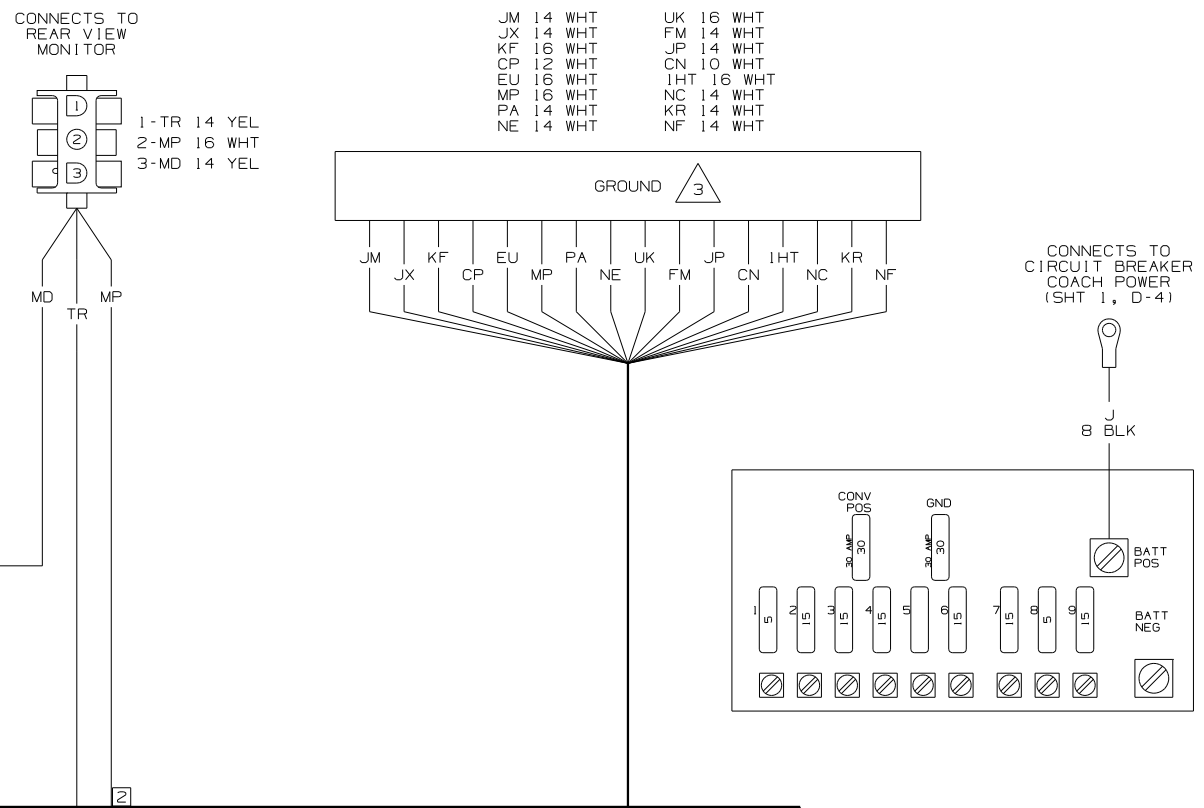 CONNECTS TO
REAR VIEW
MONITOR
1
2
3
1-TR 14 YEL
2-MP 16 WHT
3-MD 14 YEL
MD
TR
MP
2
JM 14 WHT
JX 14 WHT
KF 16 WHT
CP 12 WHT
EU 16 WHT
MP 16 WHT
PA 14 WHT
NE 14 WHT
UK 16 WHT
FM 14 WHT
JP 14 WHT
CN 10 WHT
1HT 16 WHT
NC 14 WHT
KR 14 WHT
NF 14 WHT
GROUND 3
JM JX KF CP EU MP PA NE UK FM JP CN 1HT NC KR NF
CONNECTS TO
CIRCUIT BREAKER
COACH POWER
(SHT 1, D-4)
J
8 BLK
CONV
POS
30 AMP
30
GND
30 AMP
30
BATT
POS
1 2 3 4 5 6 7 8 9
5 15 15 15 15 15 5 15
BATT
NEG